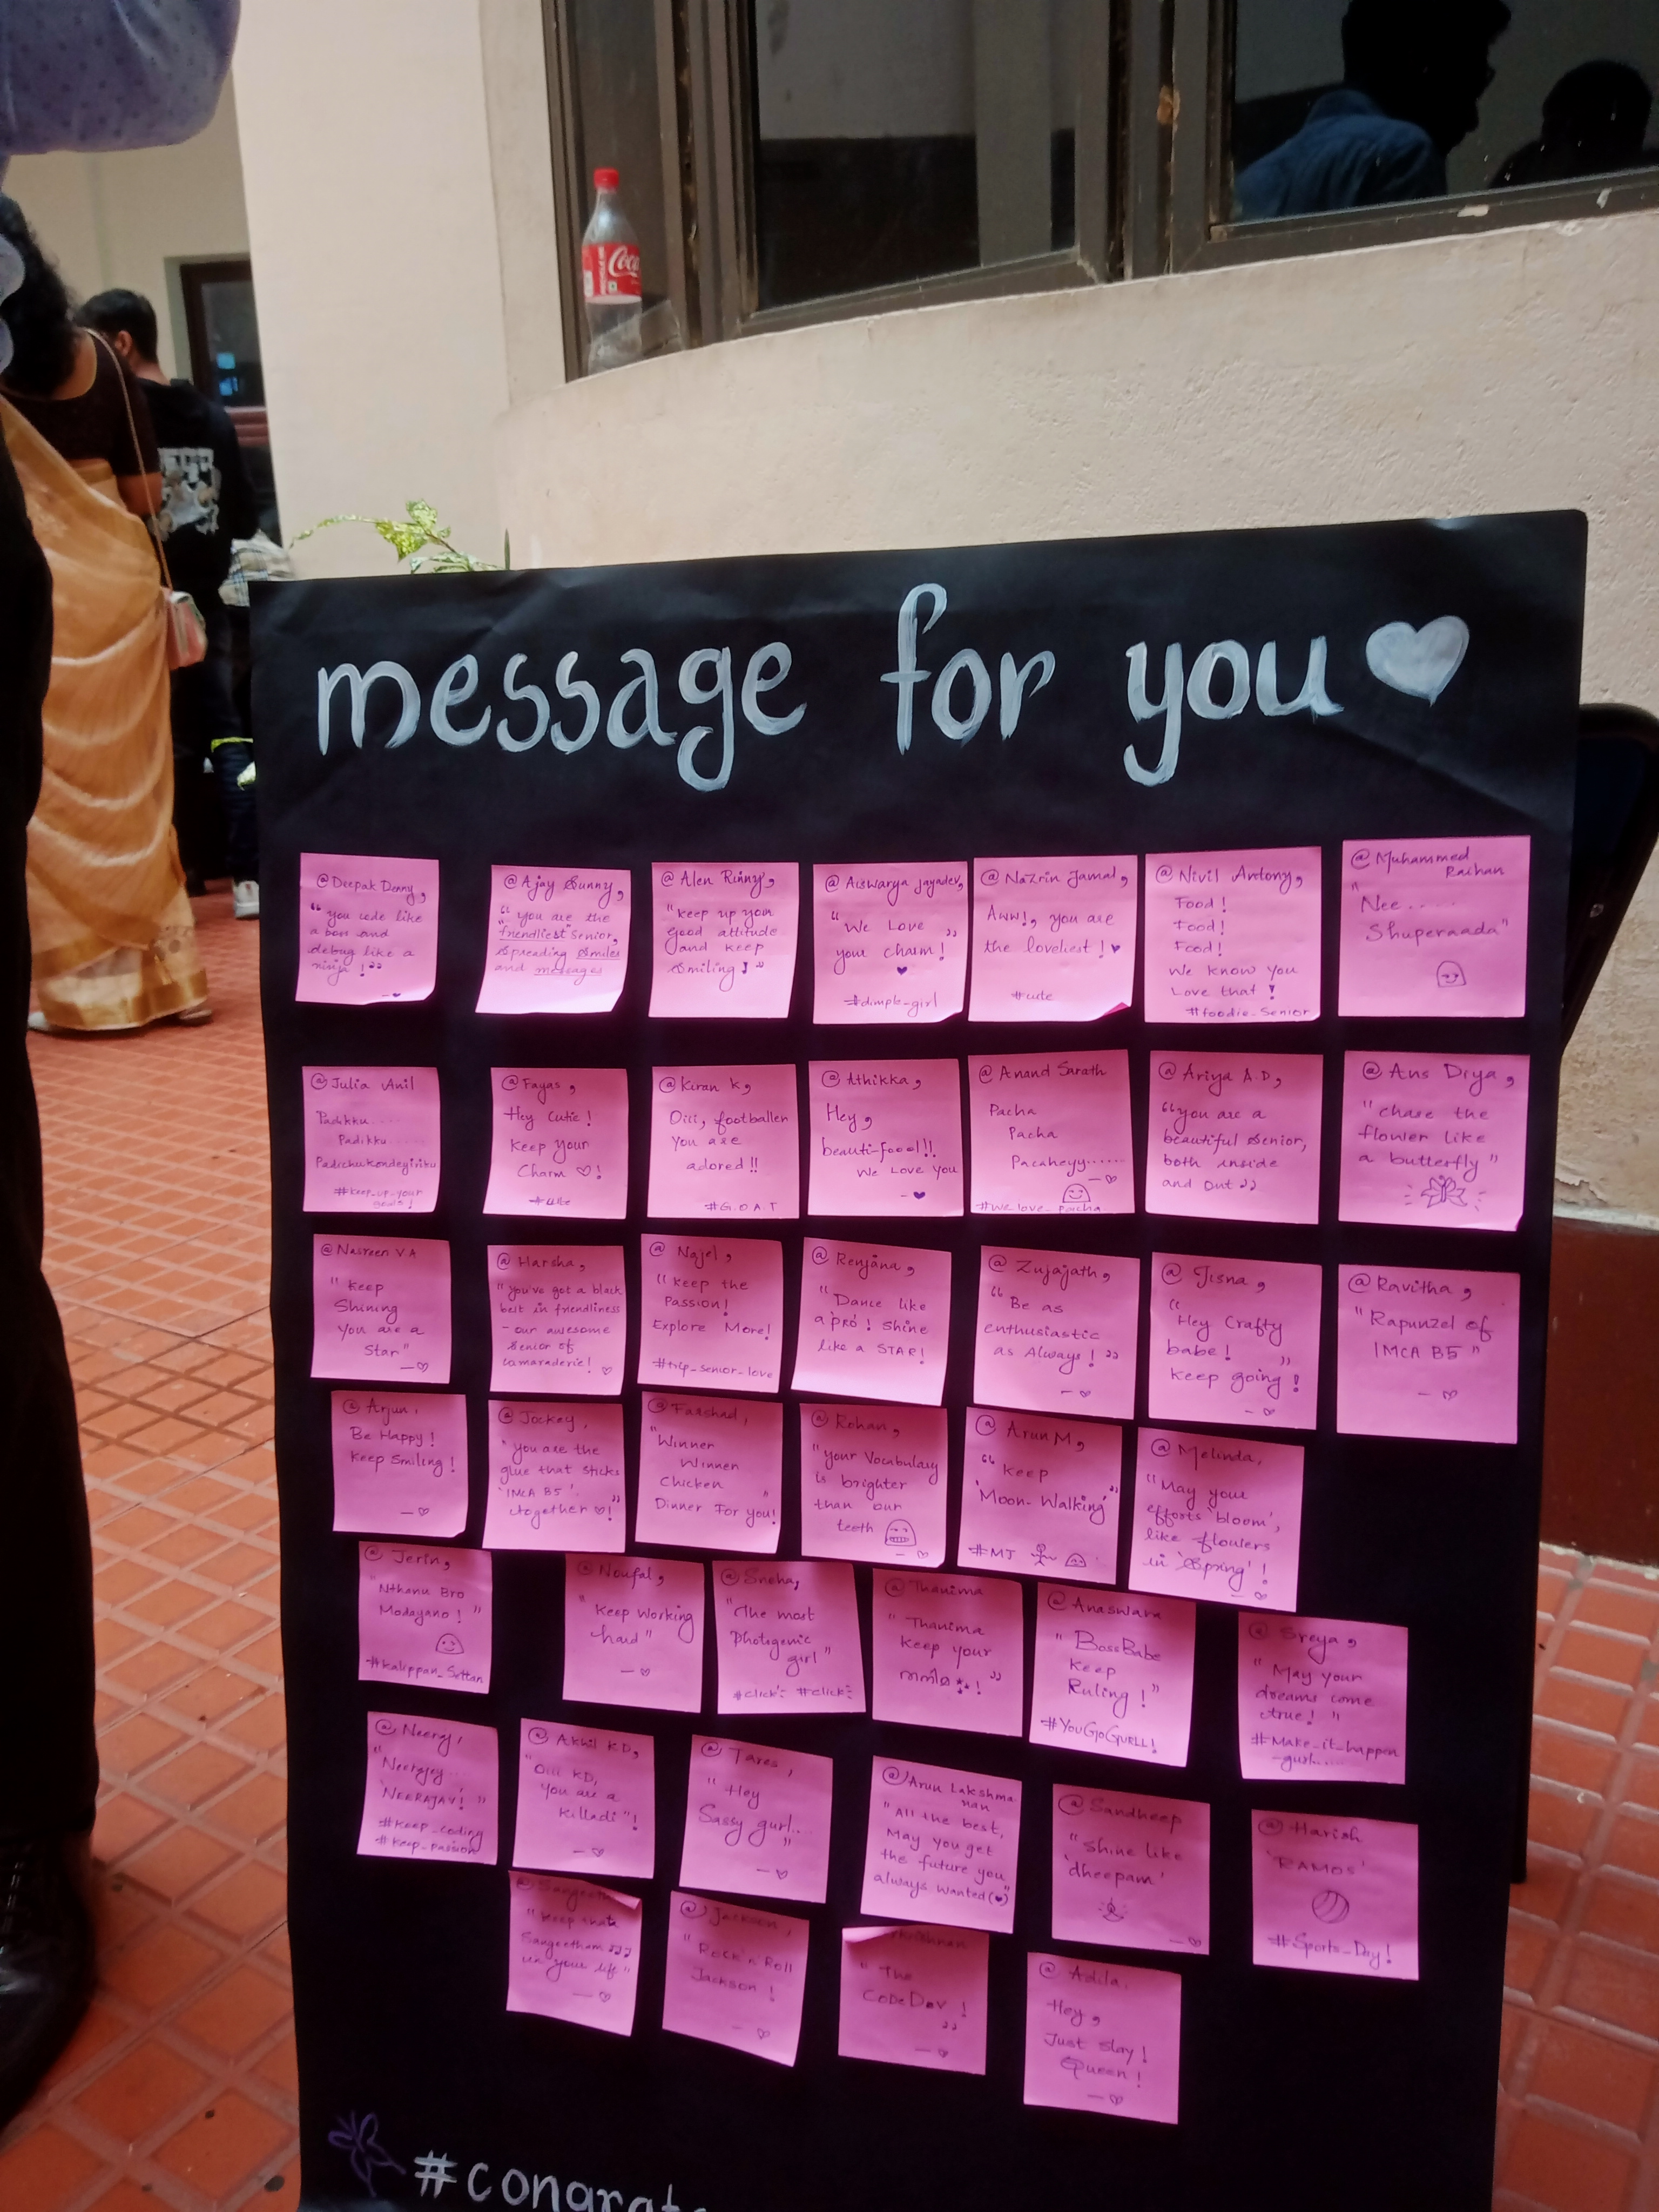 Coca
message for you
@Deepak Denny,
"you code like
a boss and
debug like a
ninja !"
@Ajay Sunny,
"you are the
"friendliest" senior,
spreading smiles
and messages
@Alen Rinny,
"keep up your
good attitude
and keep
smiling ! "
@Aiswarya Jayadev,
"We Love
your charm! "
#dimple-girl
@Nazrin Jamal,
Aww!, you are
the loveliest !
#cute
@Nivil Antony,
Food !
Food !
Food !
We know you
Love that !
#foodie_senior
@Muhammed
Raihan
"Nee.....
Shuperaada"
@Julia Anil
Padikku....
Padikku.....
Padichukondeyiriku
#keep_up_your
goals !
@Fayas,
Hey Cutie !
Keep your
Charm !
#cute
@Kiran K,
Oiii, footballer
You are
adored !!
#G.O.A.T
@Athikka,
Hey,
beauti-foool!!
We Love you
@Anand Sarath
Pacha
Pacha
Pacaheyy......
#we_love_pacha
@Ariya A.D,
"you are a
beautiful senior,
both inside
and out "
@Ans Diya,
"chase the
flower like
a butterfly"
@Nasreen V A
"Keep
Shining
You are a
Star"
@Harsha,
"you've got a black
belt in friendliness
- our awesome
senior of
camaraderie!
@Najel,
"keep the
Passion!
Explore More!
#trip_senior_love
@Renjana,
"Dance like
a 'pro' ! shine
like a STAR!
@Zujajath,
"Be as
enthusiastic
as Always ! "
@Jisna,
"Hey Crafty
babe !
keep going ! "
@Ravitha,
"Rapunzel of
IMCA B5 "
@Arjun,
Be Happy !
Keep Smiling !
@Jockey,
"you are the
glue that sticks
'IMCA B5'
together ! "
@Farshad,
"Winner
Winner
Chicken
Dinner For you! "
@Rohan,
"your Vocabulary
is brighter
than our
teeth
@Arun M,
"keep
'Moon-Walking' "
#MJ
@Melinda,
"May your
efforts 'bloom',
like flowers
in 'Spring' !
@Jerin,
"Nthanu Bro
Modayano ! "
#kalippan_Settan
@Noufal,
"Keep working
hard"
@Sneha,
"The most
Photogenic
girl "
#click #click
@Thanima
"Thanima
keep your
തനിമ ! "
@Anaswara
"BossBabe
keep
Ruling ! "
#YouGoGurLL!
@Sreya,
"May your
dreams come
true! "
#Make_it_happen
-gurl.....
@Neeraj,
"Neerajey...
'NEERAJAY! "
#keep_coding
#keep_passion
@Akhil KD,
"Oiii KD,
You are a
killadi "!
@Tares,
"Hey
Sassy gurl.... "
@Arun Lakshma
nan
"All the best,
May you get
the future you
always wanted"
@Sandheep
"Shine like
'dheepam'
@Harish
'RAMOS'
#Sports_Day!
"keep that
Sangeetham
in your life"
@Jackson,
"Rock'n'Roll
Jackson !
"The
CodeDev ! "
@Adila,
Hey,
Just slay !
Queen !
#congrat